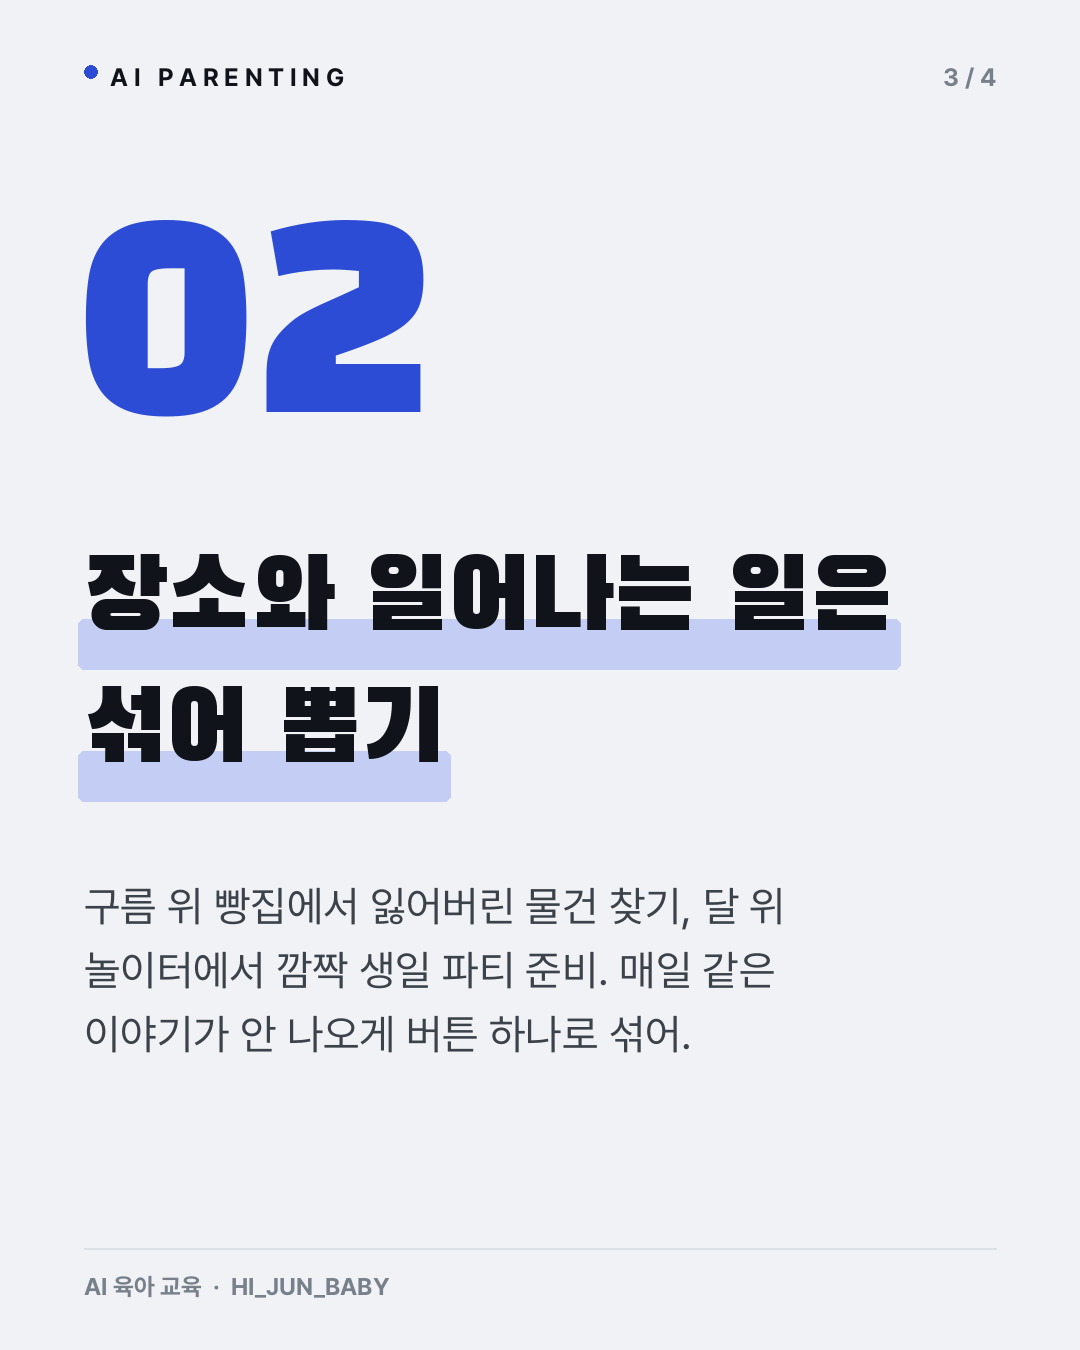 AI PARENTING
3 / 4
02
장소와 일어나는 일은
섞어 뽑기
구름 위 빵집에서 잃어버린 물건 찾기, 달 위
놀이터에서 깜짝 생일 파티 준비. 매일 같은
이야기가 안 나오게 버튼 하나로 섞어.
AI 육아 교육 · HI_JUN_BABY